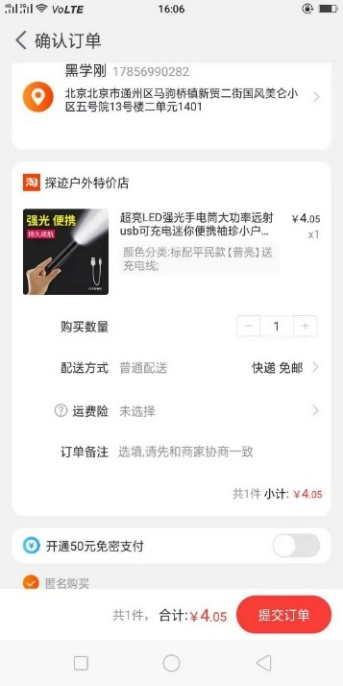 VoLTE 16:06
确认订单
黑学刚 17856990282
北京北京市通州区马驹桥镇新贸二街国风美仑小
区五号院13号楼二单元1401
淘 探迹户外特价店
强光 便携
持久续航
超亮LED强光手电筒大功率远射 ¥4.05
usb可充电迷你便携袖珍小户... x1
颜色分类:标配平民款【普亮】送
充电线;
购买数量 1
配送方式 普通配送 快递 免邮
运费险 未选择
订单备注 选填,请先和商家协商一致
共1件 小计: ¥4.05
开通50元免密支付
匿名购买
共1件, 合计:¥4.05 提交订单